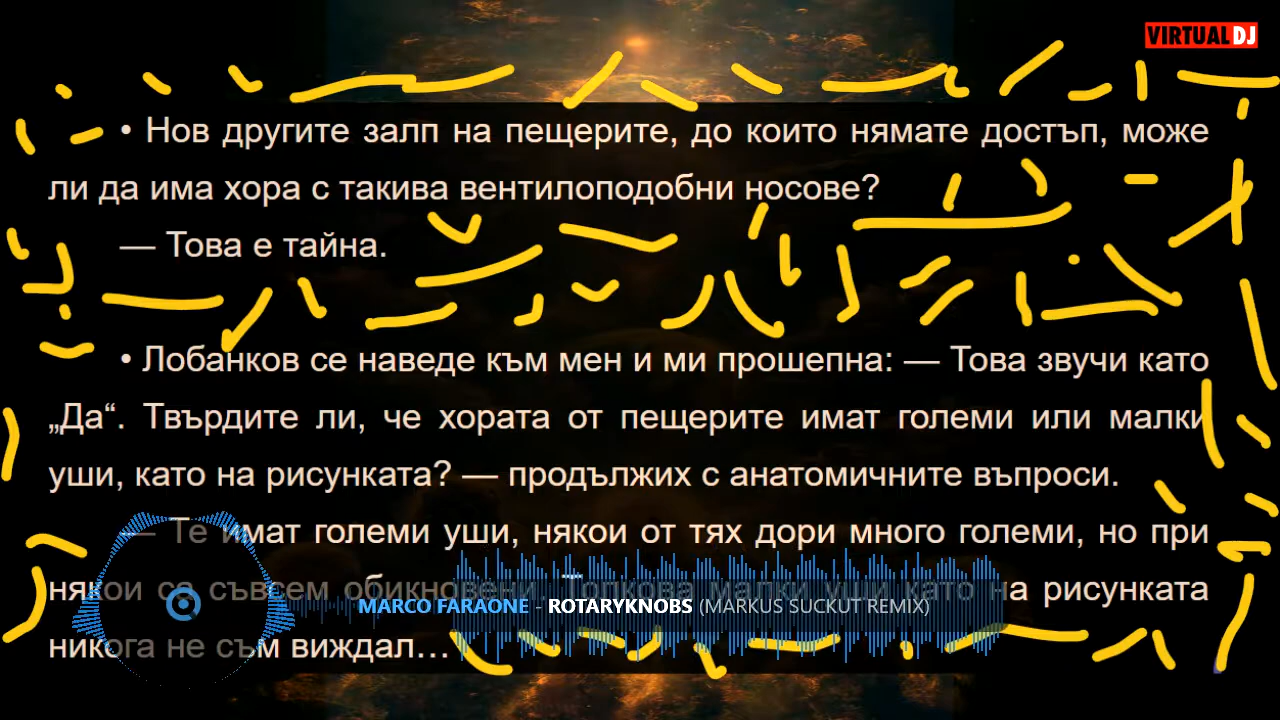 VIRTUAL DJ
• Нов другите залп на пещерите, до които нямате достъп, може
ли да има хора с такива вентилоподобни носове?
— Това е тайна.
• Лобанков се наведе към мен и ми прошепна: — Това звучи като
„Да“. Твърдите ли, че хората от пещерите имат големи или малки
уши, като на рисунката? — продължих с анатомичните въпроси.
— Те имат големи уши, някои от тях дори много големи, но при
някои са съвсем обикновени. Толкова малки уши като на рисунката
MARCO FARAONE - ROTARYKNOBS (MARKUS SUCKUT REMIX)
никога не съм виждал…